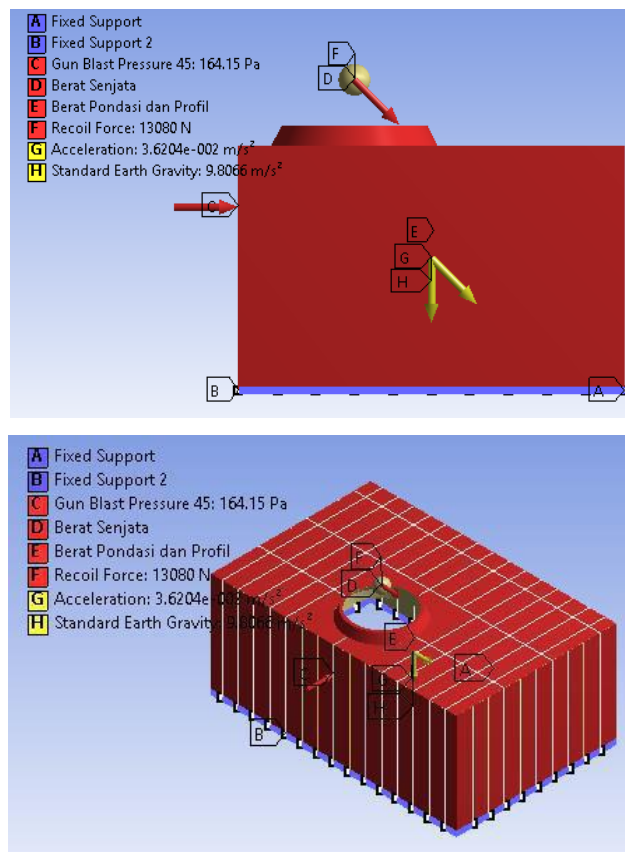 A Fixed Support
B Fixed Support 2
C Gun Blast Pressure 45: 164.15 Pa
D Berat Senjata
E Berat Pondasi dan Profil
F Recoil Force: 13080 N
G Acceleration: 3.6204e-002 m/s²
H Standard Earth Gravity: 9.8066 m/s²
F
D
C
E
G
H
B
A
A Fixed Support
B Fixed Support 2
C Gun Blast Pressure 45: 164.15 Pa
D Berat Senjata
E Berat Pondasi dan Profil
F Recoil Force: 13080 N
G Acceleration: 3.6204e-002 m/s²
H Standard Earth Gravity: 9.8066 m/s²
F
D
E
A
H
B